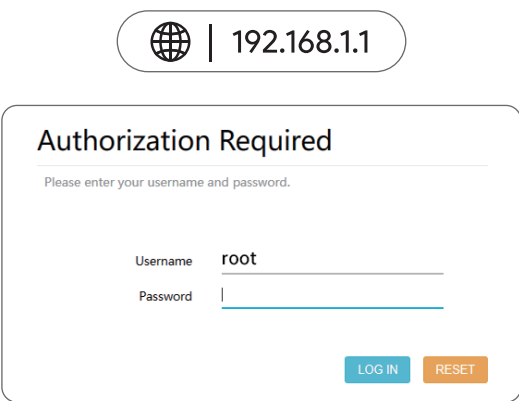 192.168.1.1
Authorization Required
Please enter your username and password.
Username root
Password
LOG IN RESET